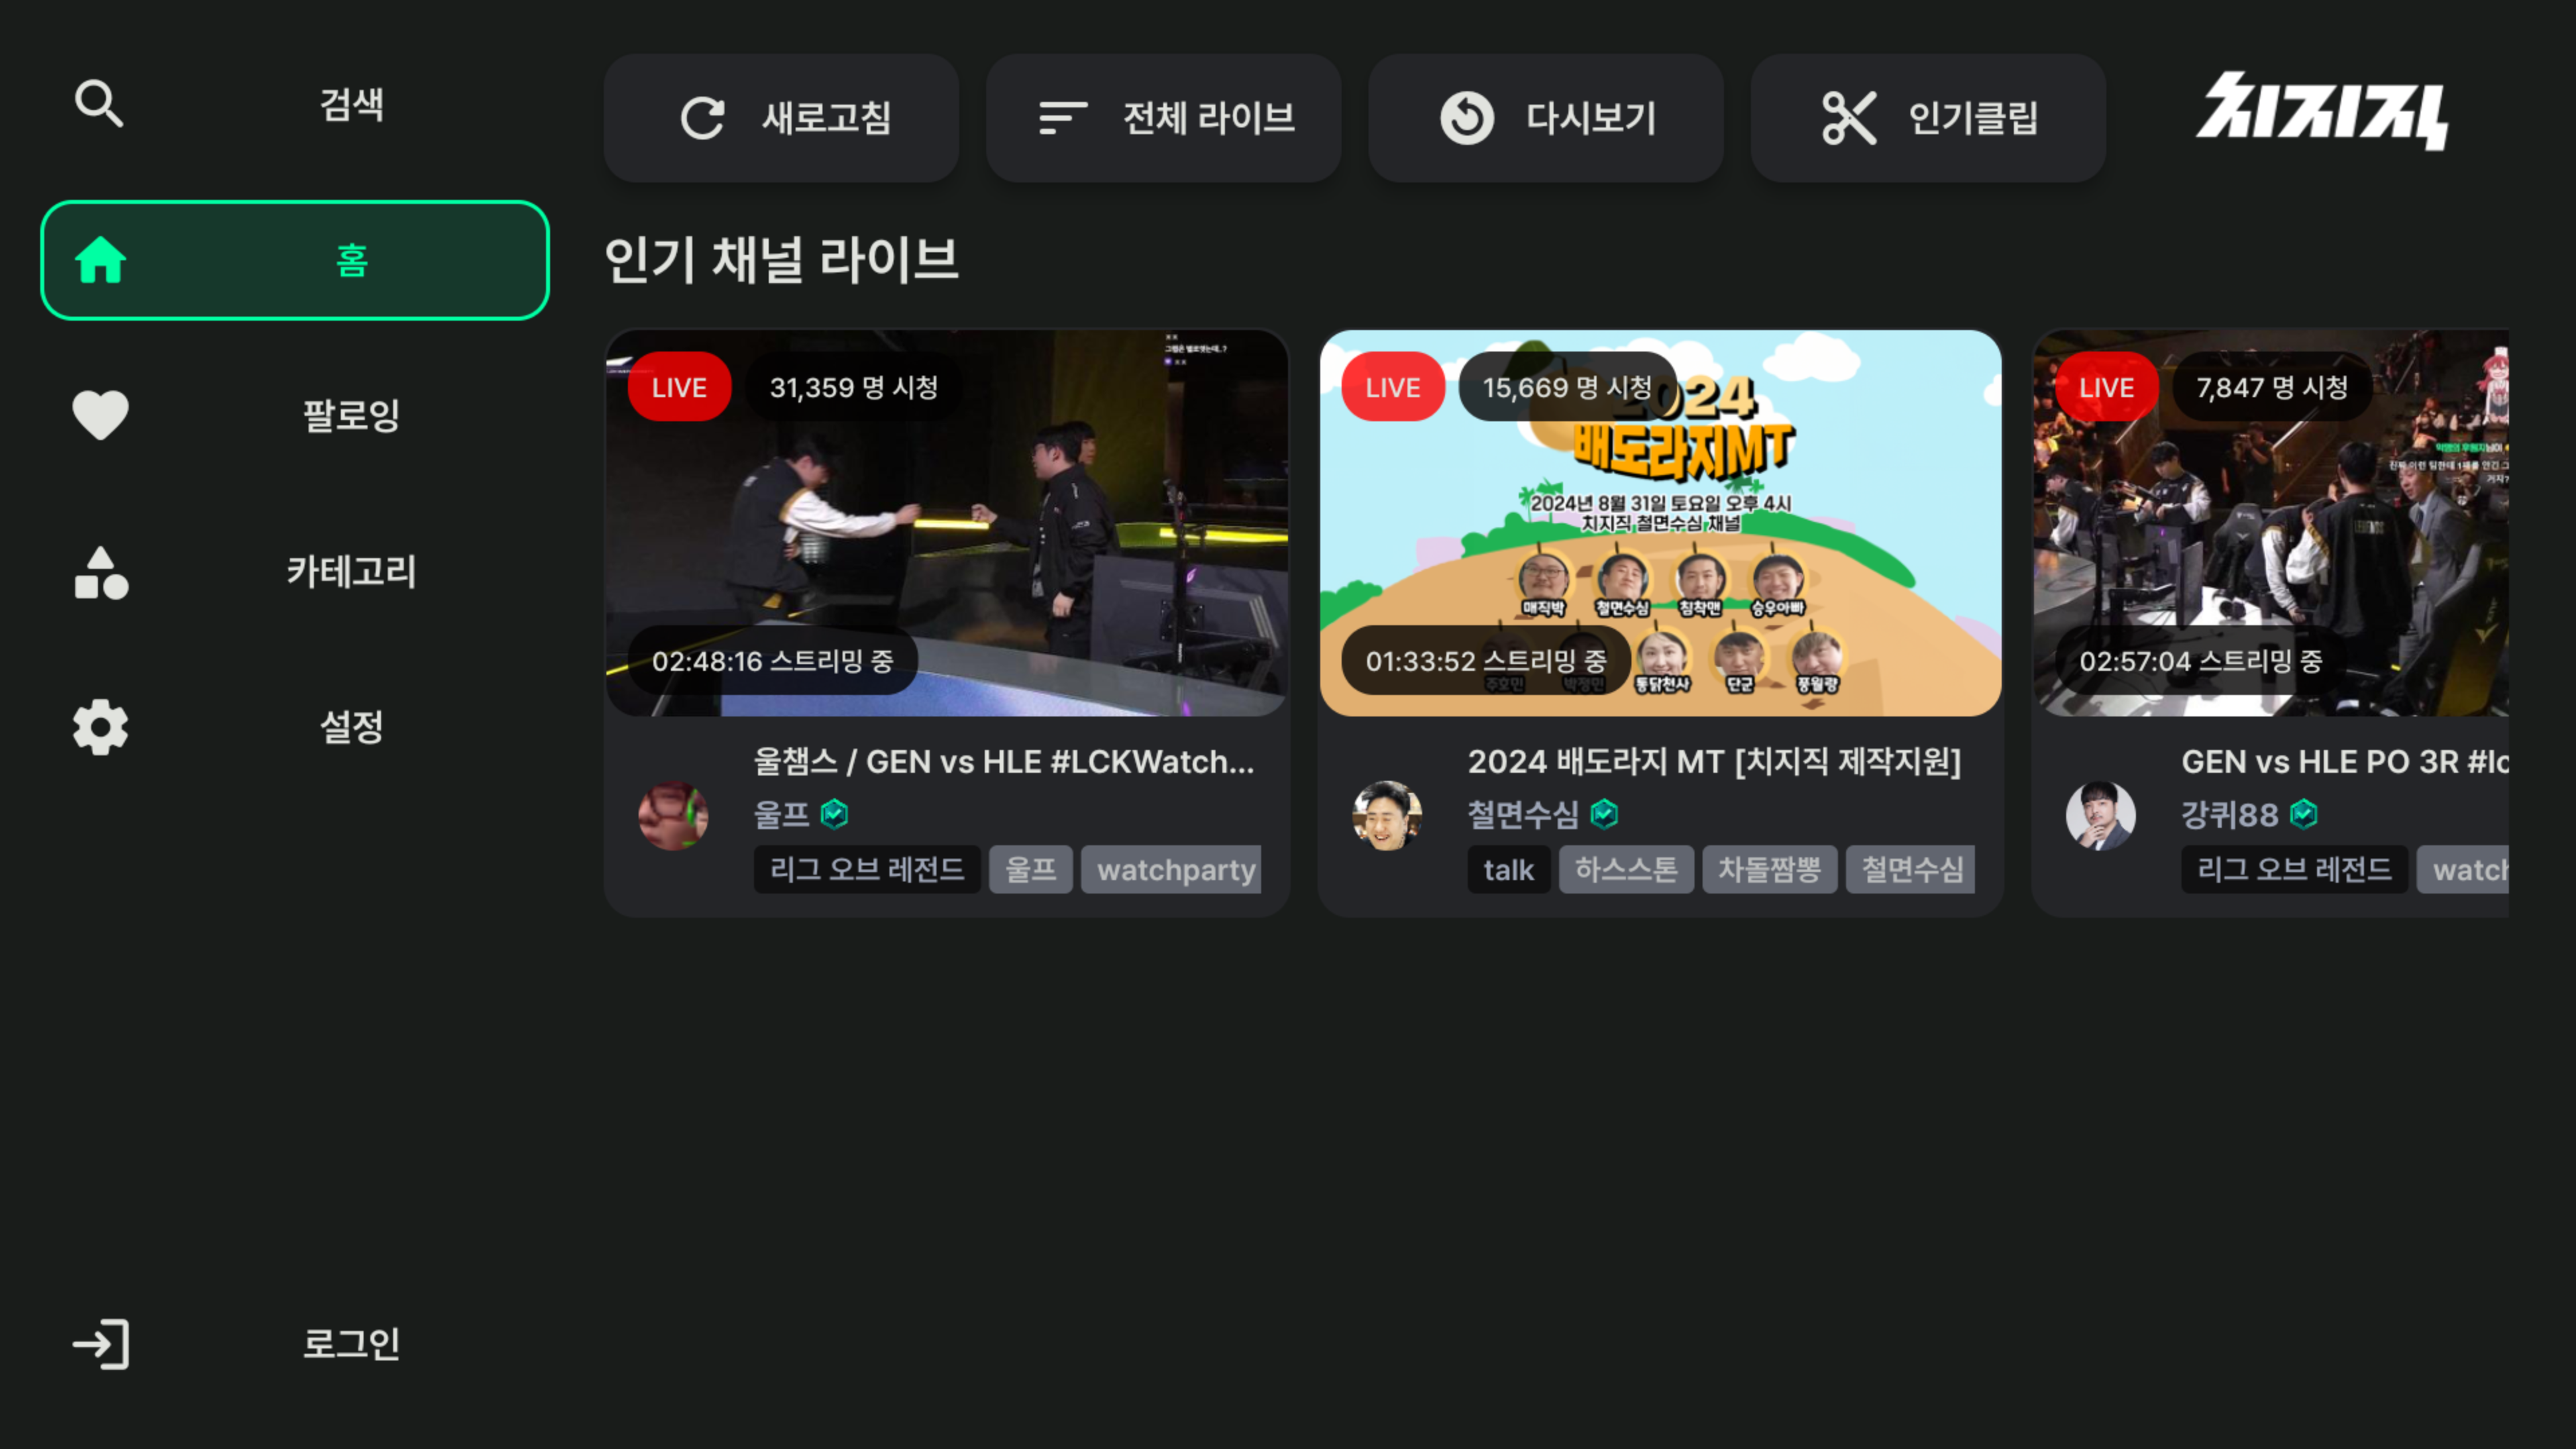 검색
홈
팔로잉
카테고리
설정
로그인
새로고침
전체 라이브
다시보기
인기클립
치지직
인기 채널 라이브
LIVE
31,359 명 시청
02:48:16 스트리밍 중
울챔스 / GEN vs HLE #LCKWatch...
울프
리그 오브 레전드
울프
watchparty
LIVE
15,669 명 시청
2024
배도라지MT
2024년 8월 31일 토요일 오후 4시
치지직 철면수심 채널
매직박 철면수심 침착맨 승우아빠
주호민 박정민 통닭천사 단군 풍월량
01:33:52 스트리밍 중
2024 배도라지 MT [치지직 제작지원]
철면수심
talk
하스스톤
차돌짬뽕
철면수심
LIVE
7,847 명 시청
02:57:04 스트리밍 중
GEN vs HLE PO 3R #lc
강퀴88
리그 오브 레전드
watch